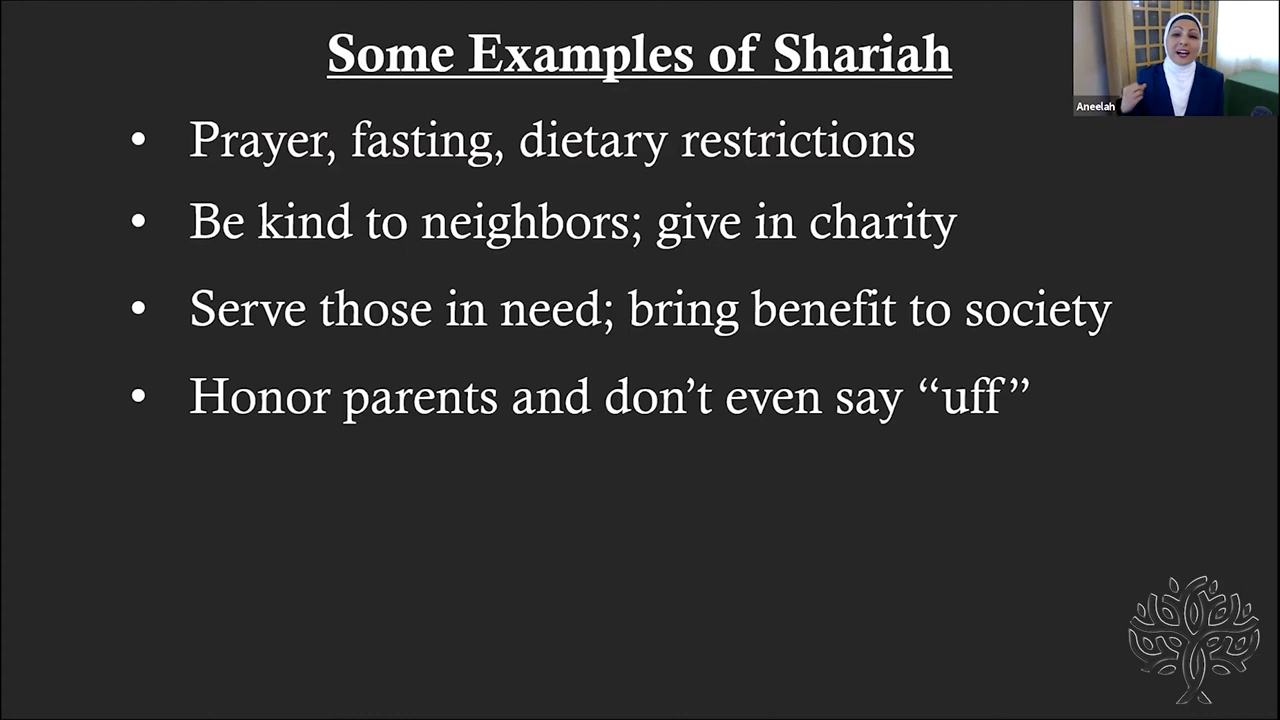 Some Examples of Shariah
Aneelah
• Prayer, fasting, dietary restrictions
• Be kind to neighbors; give in charity
• Serve those in need; bring benefit to society
• Honor parents and don’t even say “uff”